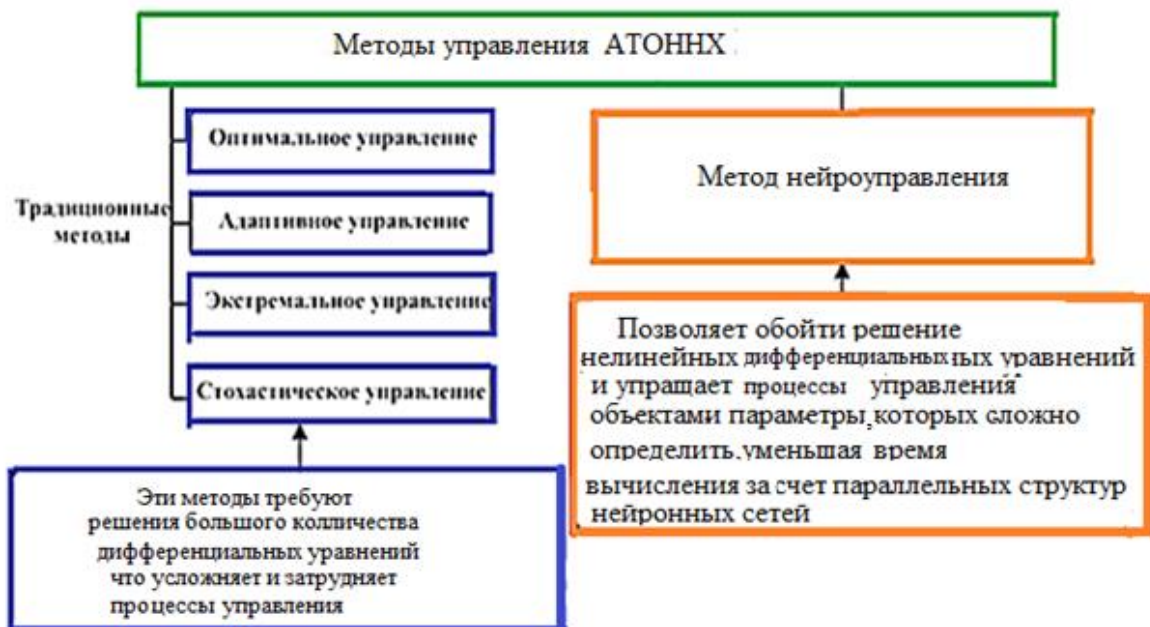 Методы управления АТОННХ
Оптимальное управление
Традиционные
методы
Адаптивное управление
Экстремальное управление
Стохастическое управление
Эти методы требуют
решения большого колличества
дифференциальных уравнений
что усложняет и затрудняет
процессы управления
Метод нейроуправления
Позволяет обойти решение
нелинейных дифференциальных ных уравнений
и упращает процессы управления
объектами параметры,которых сложно
определить,уменьшая время
вычисления за счет параллельных структур
нейронных сетей